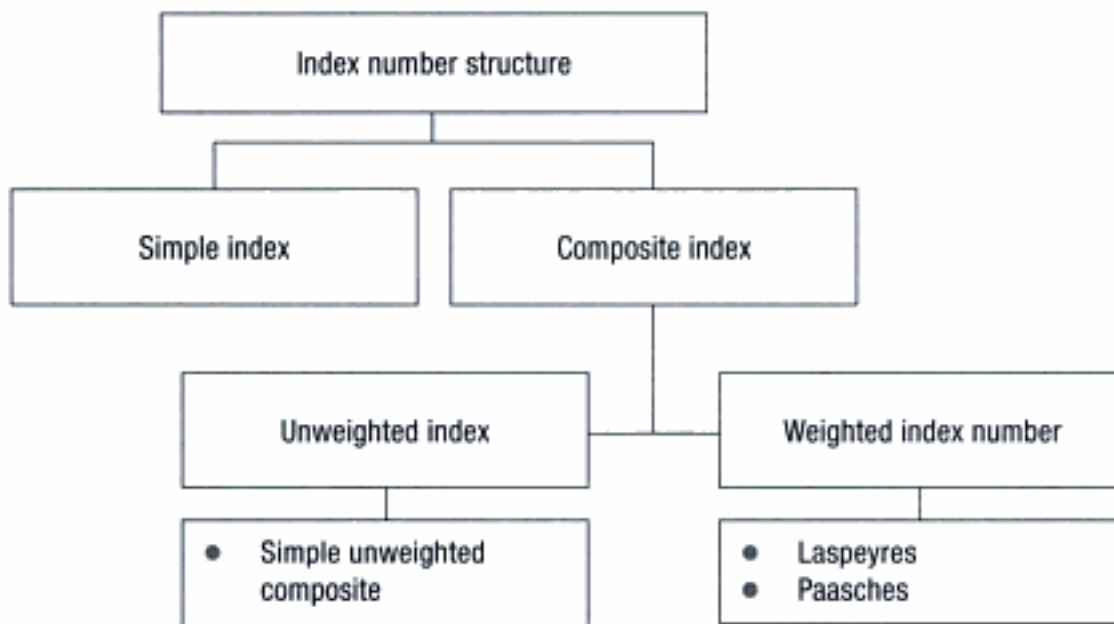 Index number structure
Simple index
Composite index
Unweighted index
Weighted index number
● Simple unweighted
composite
● Laspeyres
● Paasches